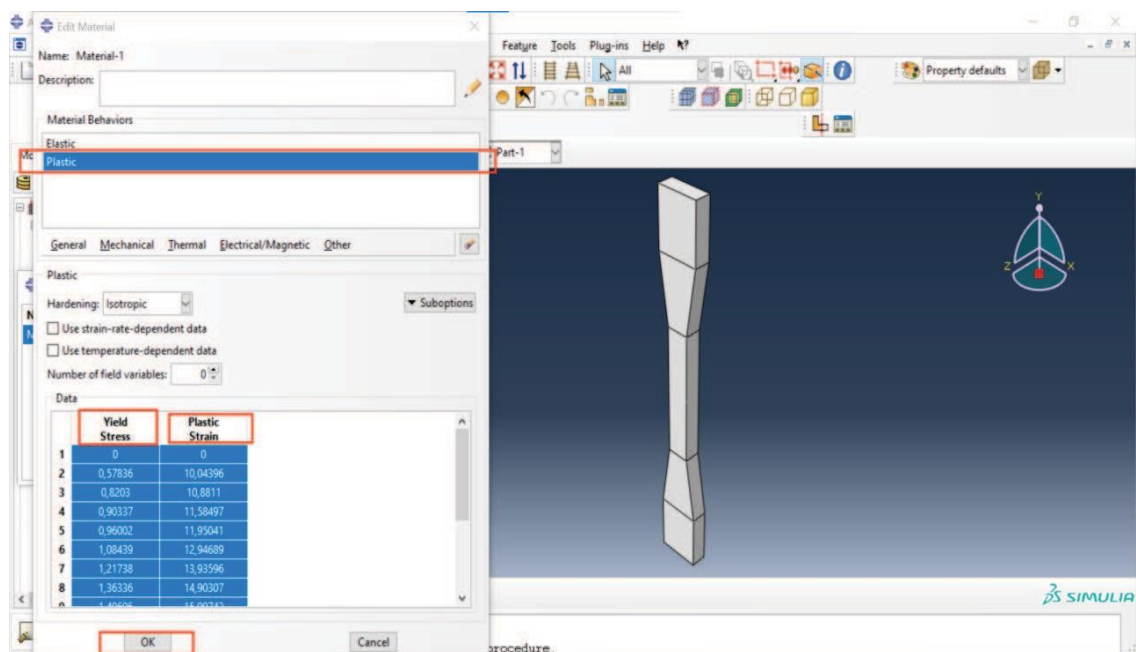 Edit Material
Name: Material-1
Description:
Material Behaviors
Elastic
Plastic
General Mechanical Thermal Electrical/Magnetic Other
Plastic
Hardening: Isotropic
Suboptions
Use strain-rate-dependent data
Use temperature-dependent data
Number of field variables: 0
Data
Yield Stress Plastic Strain
1 0 0
2 0,57836 10,04396
3 0,8203 10,8811
4 0,90337 11,58497
5 0,96002 11,95041
6 1,08439 12,94689
7 1,21738 13,93596
8 1,36336 14,90307
OK Cancel
Feature Tools Plug-ins Help
All
Property defaults
Part-1
Y
Z X
SIMULIA
procedure